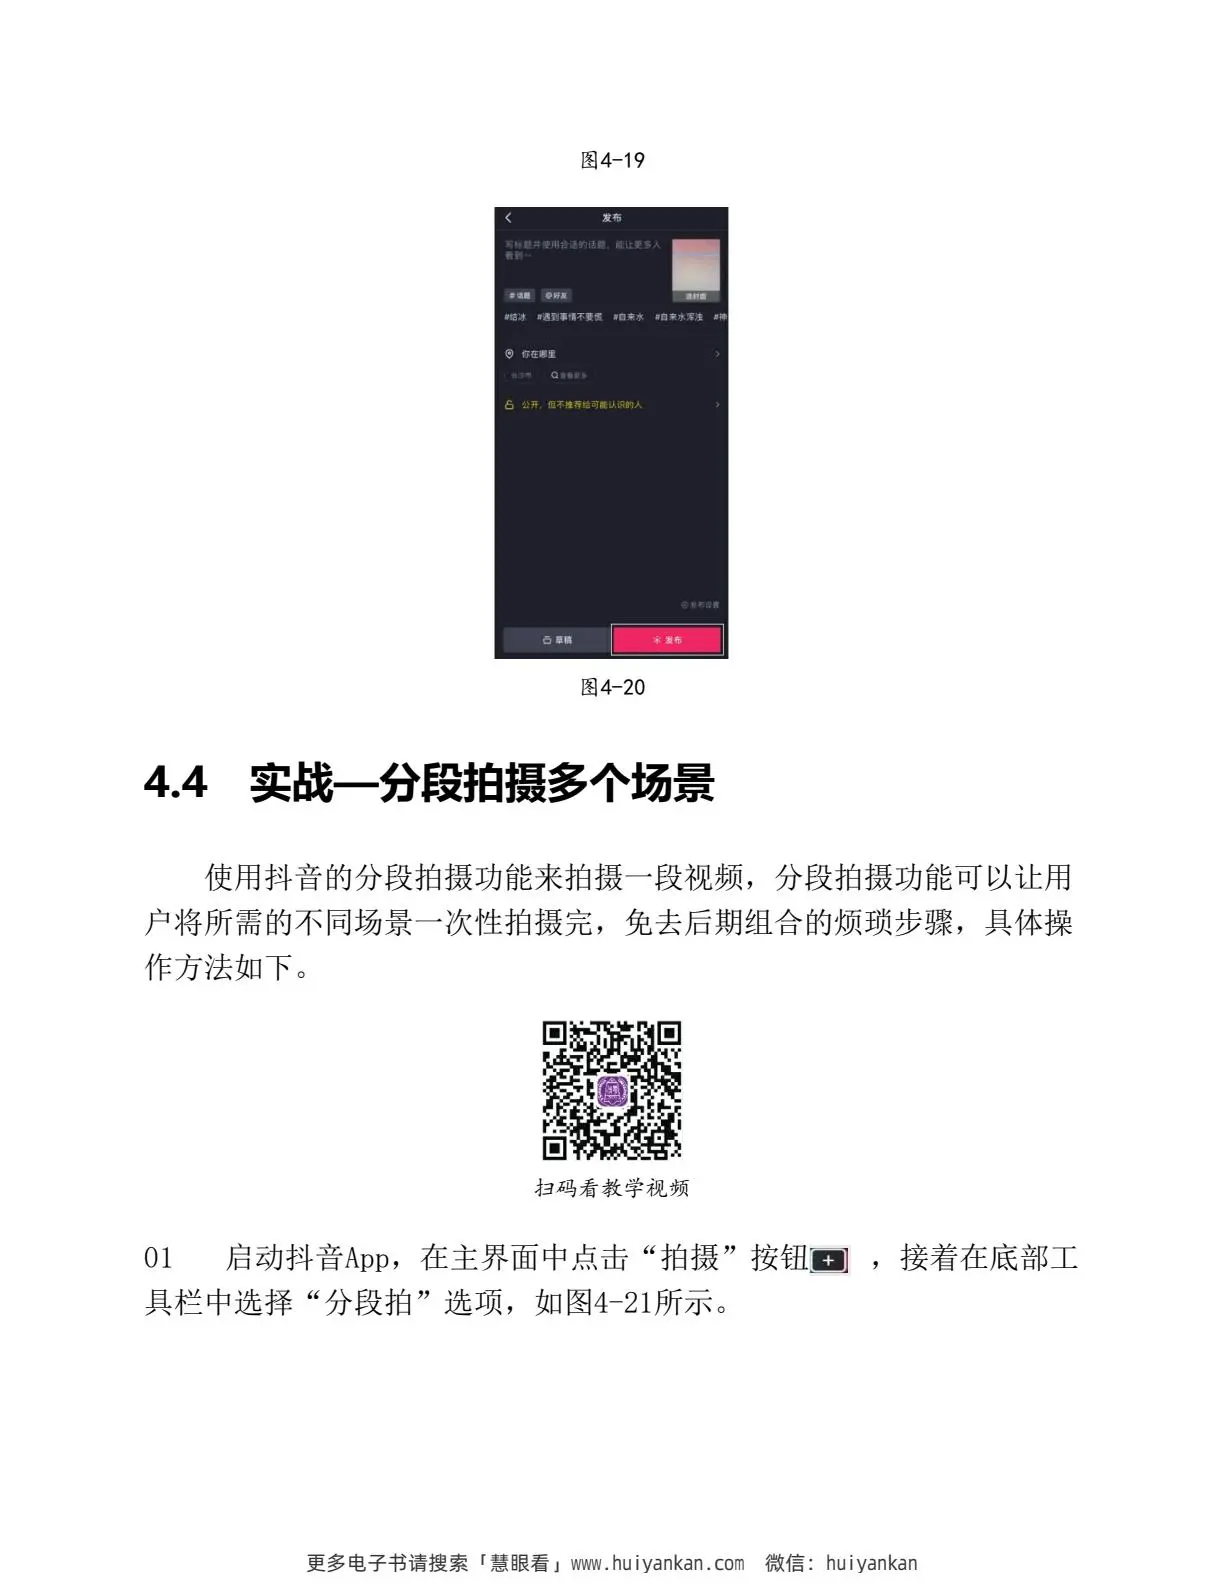 图4-19
发布
写标题并使用合适的话题，能让更多人
看到～
#话题 @好友 选封面
#结冰 #遇到事情不要慌 #自来水 #自来水浑浊 #神
你在哪里
长沙市 查看更多
公开，但不推荐给可能认识的人
发布设置
草稿 发布
图4-20
4.4 实战—分段拍摄多个场景
使用抖音的分段拍摄功能来拍摄一段视频，分段拍摄功能可以让用
户将所需的不同场景一次性拍摄完，免去后期组合的烦琐步骤，具体操
作方法如下。
扫码看教学视频
01 启动抖音App，在主界面中点击“拍摄”按钮 ，接着在底部工
具栏中选择“分段拍”选项，如图4-21所示。
更多电子书请搜索「慧眼看」www.huiyankan.com 微信：huiyankan